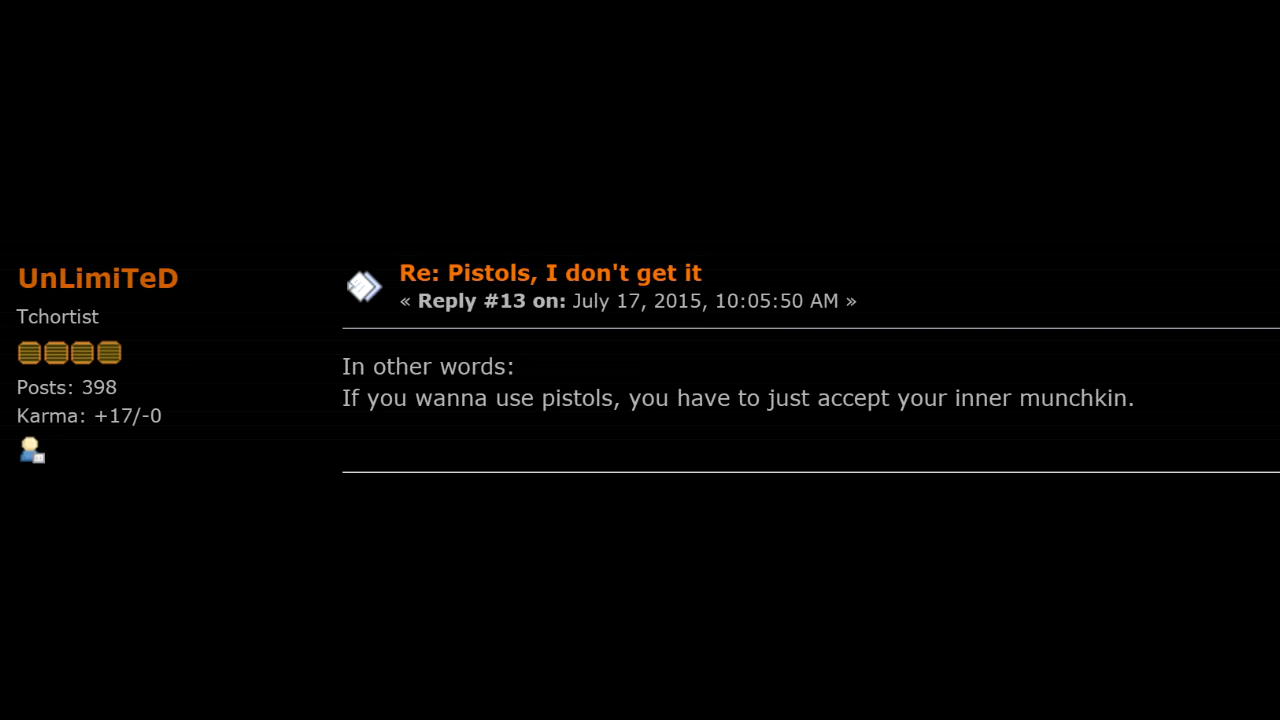 UnLimiTeD
Tchortist
Posts: 398
Karma: +17/-0
Re: Pistols, I don't get it
« Reply #13 on: July 17, 2015, 10:05:50 AM »
In other words:
If you wanna use pistols, you have to just accept your inner munchkin.